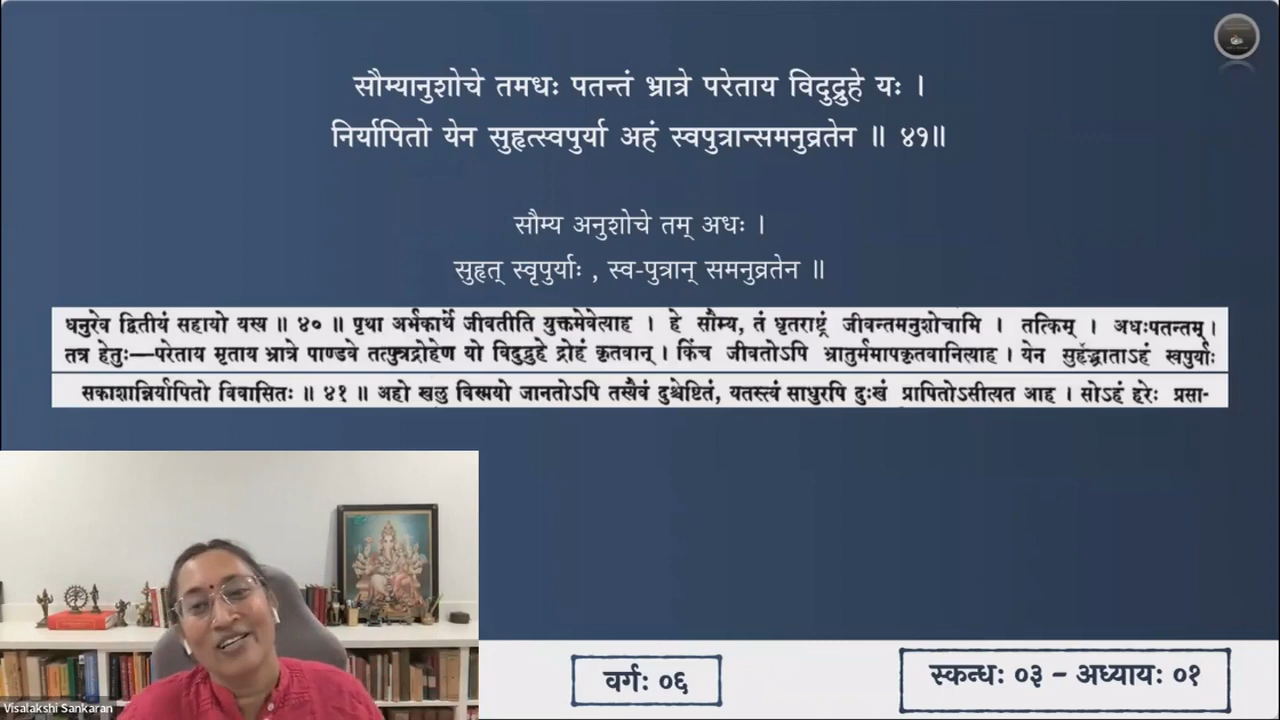 सौम्यानुशोचे तमधः पतन्तं भ्रात्रे परेताय विदुद्रुहे यः ।
निर्यापितो येन सुहृत्स्वपुर्या अहं स्वपुत्रान्समनुव्रतेन ॥ ४१॥
सौम्य अनुशोचे तम् अधः ।
सुहृत् स्वृपुर्याः , स्व-पुत्रान् समनुव्रतेन ॥
धनुरेव द्वितीयं सहायो यस्य ॥ ४० ॥ पृथा अर्भकार्थे जीवतीति युक्तमेवेत्याह । हे सौम्य, तं धृतराष्ट्रं जीवन्तमनुशोचामि । तत्किम् । अधःपतन्तम् ।
तत्र हेतुः—परेताय मृताय भ्रात्रे पाण्डवे तत्पुत्रद्रोहेण यो विदुद्रुहे द्रोहं कृतवान् । किंच जीवतोऽपि भ्रातुर्ममापकृतवानित्याह । येन सुहृद्भ्राताऽहं स्वपुर्याः
सकाशान्निर्यापितो विवासितः ॥ ४१ ॥ अहो खलु विस्मयो जानतोऽपि तस्यैवं दुश्चेष्टितं, यतस्त्वं साधुरपि दुःखं प्रापितोऽसीत्यत आह । सोऽहं हरेः प्रसा-
Visalakshi Sankaran
वर्गः ०६
स्कन्धः ०३ - अध्यायः ०१